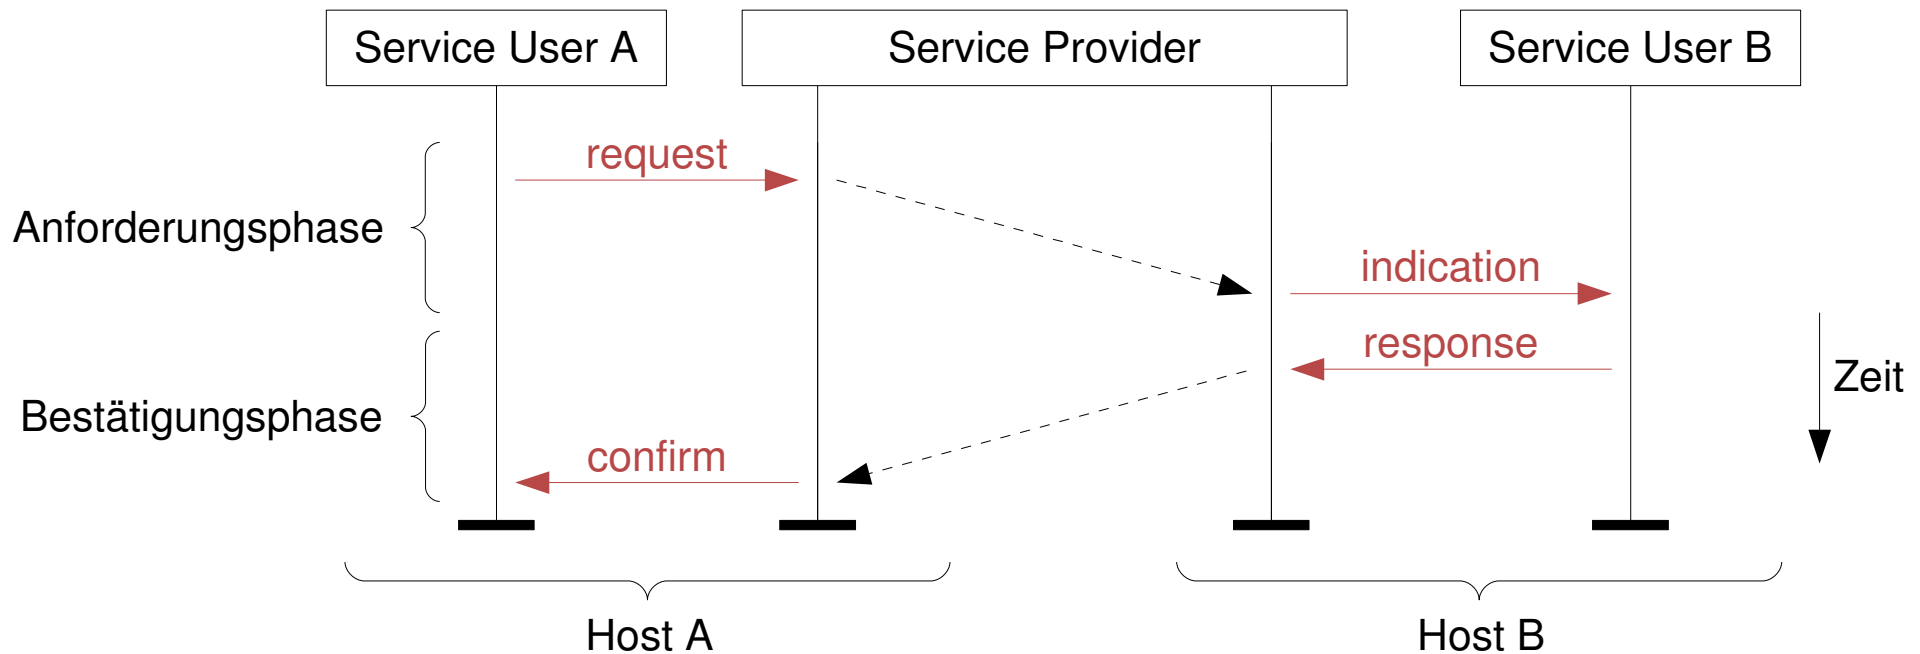 Service User A
Service Provider
Service User B
request
Anforderungsphase
indication
response
Zeit
Bestätigungsphase
confirm
Host A
Host B